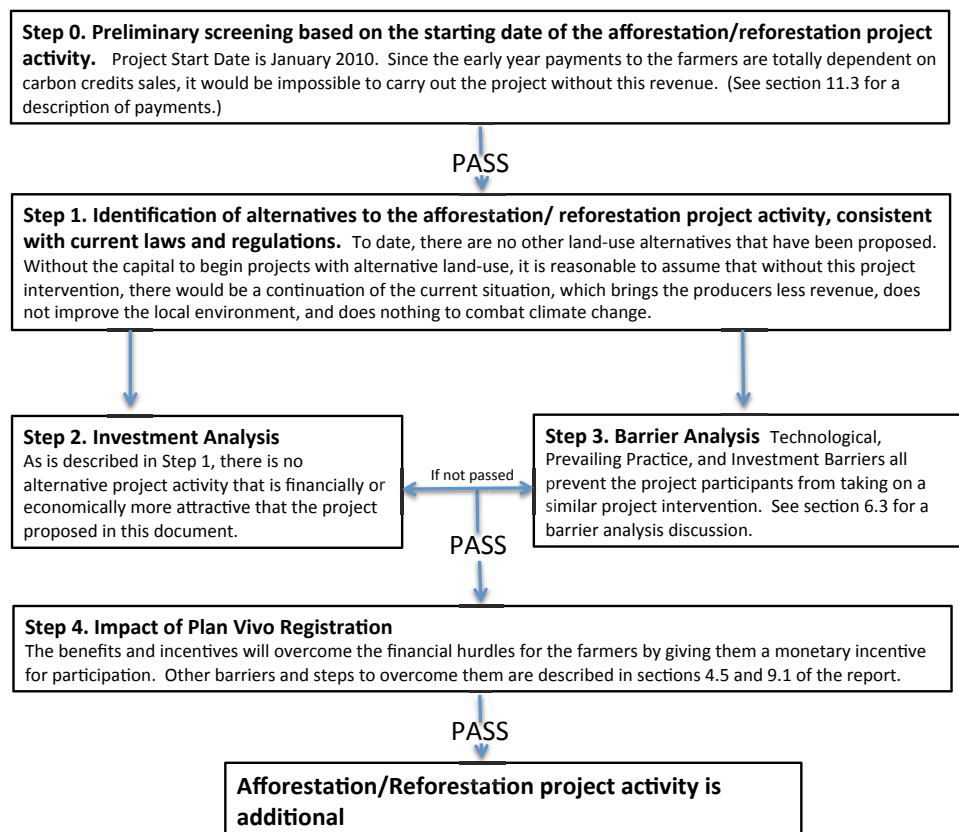 Step 0. Preliminary screening based on the starting date of the afforestation/reforestation project
activity. Project Start Date is January 2010. Since the early year payments to the farmers are totally dependent on
carbon credits sales, it would be impossible to carry out the project without this revenue. (See section 11.3 for a
description of payments.)
PASS
Step 1. Identification of alternatives to the afforestation/ reforestation project activity, consistent
with current laws and regulations. To date, there are no other land-use alternatives that have been proposed.
Without the capital to begin projects with alternative land-use, it is reasonable to assume that without this project
intervention, there would be a continuation of the current situation, which brings the producers less revenue, does
not improve the local environment, and does nothing to combat climate change.
Step 2. Investment Analysis
As is described in Step 1, there is no
alternative project activity that is financially or
economically more attractive that the project
proposed in this document.
If not passed
Step 3. Barrier Analysis Technological,
Prevailing Practice, and Investment Barriers all
prevent the project participants from taking on a
similar project intervention. See section 6.3 for a
barrier analysis discussion.
PASS
Step 4. Impact of Plan Vivo Registration
The benefits and incentives will overcome the financial hurdles for the farmers by giving them a monetary incentive
for participation. Other barriers and steps to overcome them are described in sections 4.5 and 9.1 of the report.
PASS
Afforestation/Reforestation project activity is
additional